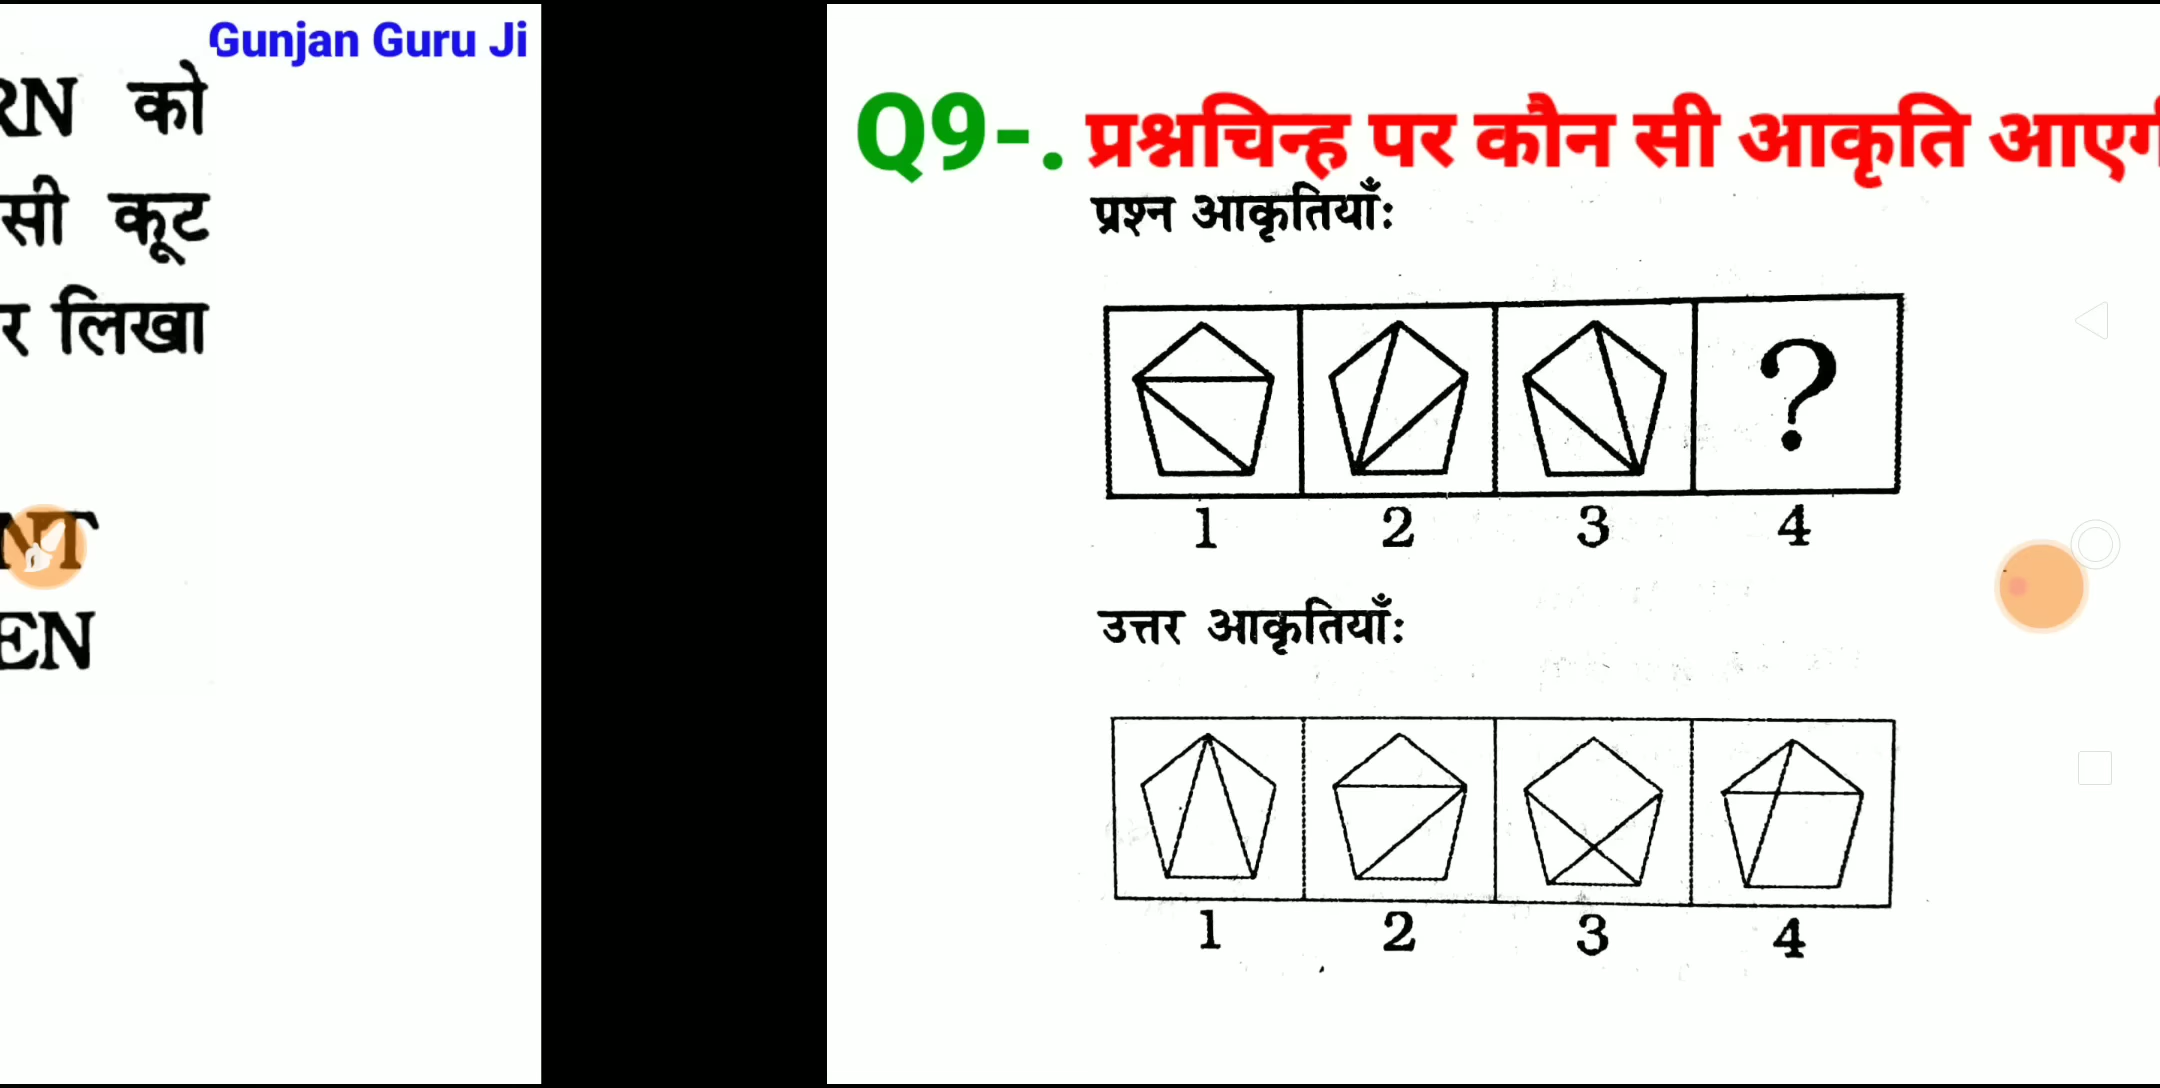 Gunjan Guru Ji
को
सी कूट
लिखा
Q9-. प्रश्नचिन्ह पर कौन सी आकृति
प्रश्न आकृतियाँ:
?
1 2 3 4
उत्तर आकृतियाँ:
1 2 3 4